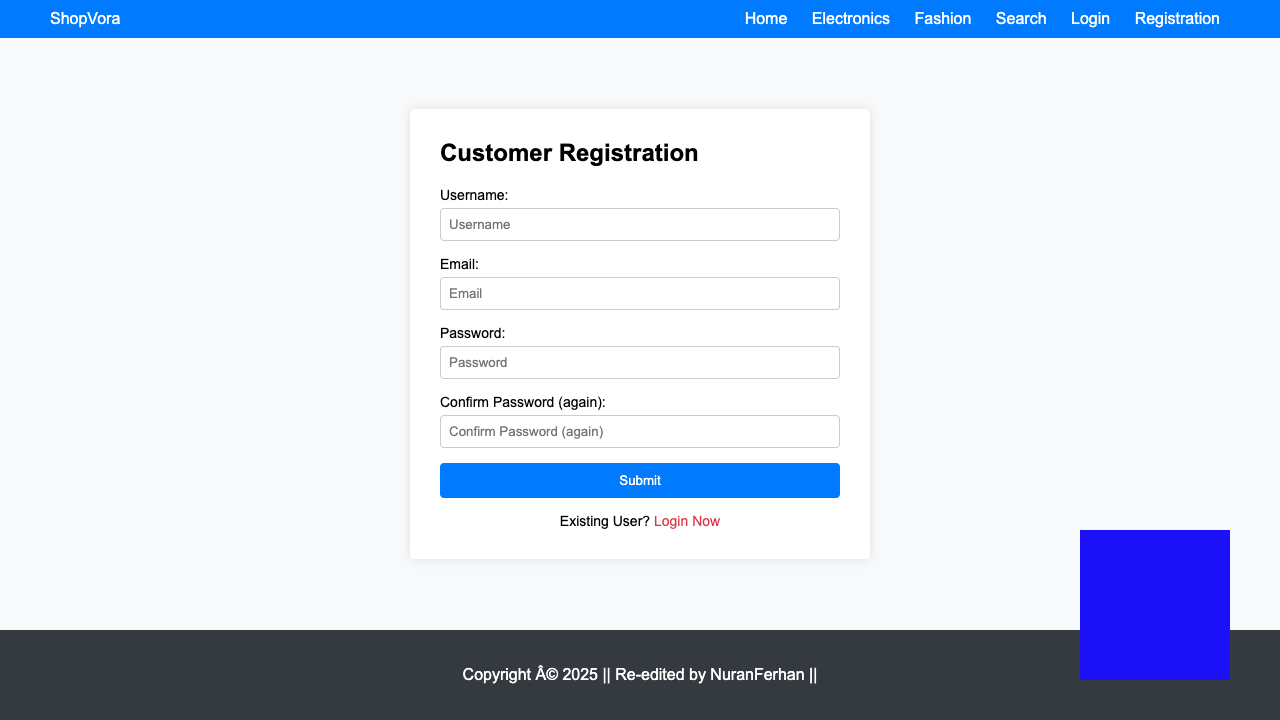 ShopVora Home Electronics Fashion Search Login Registration
Customer Registration
Username:
Username
Email:
Email
Password:
Password
Confirm Password (again):
Confirm Password (again)
Submit
Existing User? Login Now
Copyright Â© 2025 || Re-edited by NuranFerhan ||